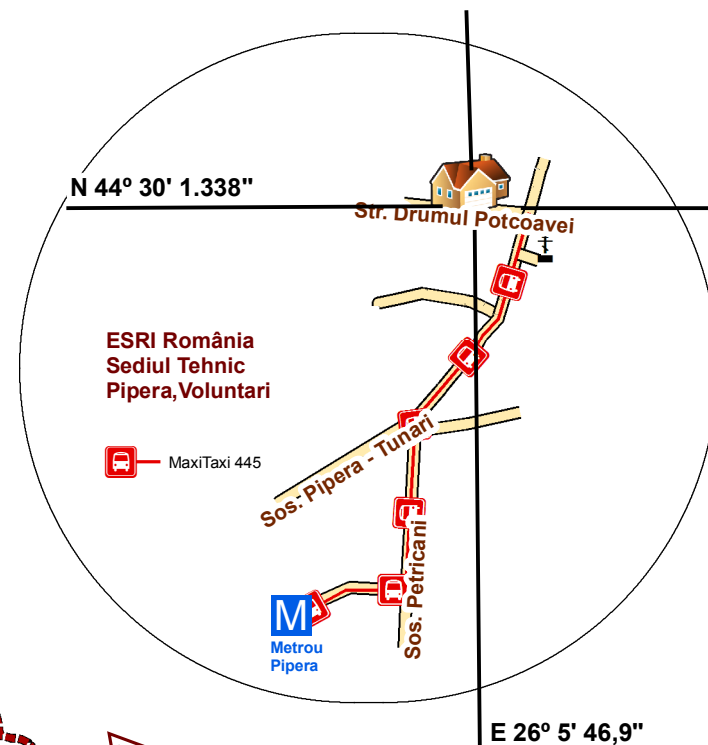 N 44º 30' 1.338"
Str. Drumul Potcoavei
ESRI România
Sediul Tehnic
Pipera,Voluntari
MaxiTaxi 445
Sos. Pipera - Tunari
Sos. Petricani
M
Metrou
Pipera
E 26º 5' 46,9"